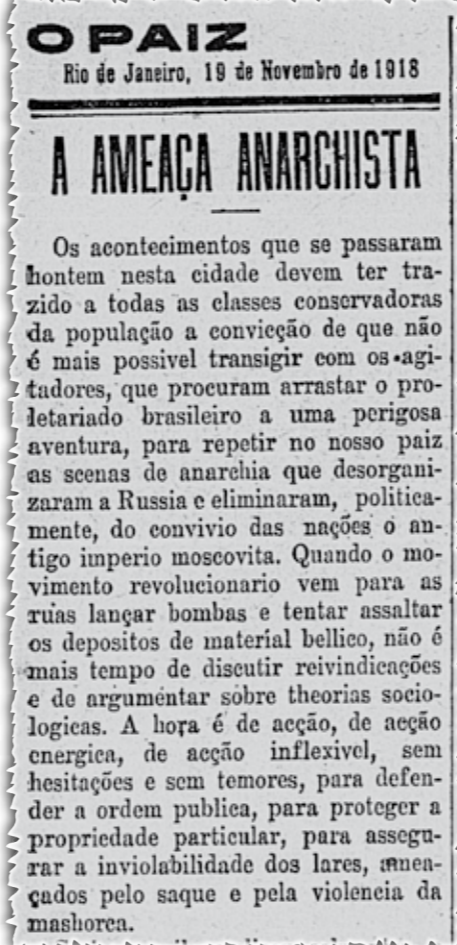 O PAIZ
Rio de Janeiro, 19 de Novembro de 1918
A AMEAÇA ANARCHISTA
Os acontecimentos que se passaram
hontem nesta cidade devem ter tra-
zido a todas as classes conservadoras
da população a convicção de que não
é mais possivel transigir com os agi-
tadores, que procuram arrastar o pro-
letariado brasileiro a uma perigosa
aventura, para repetir no nosso paiz
as scenas de anarchia que desorgani-
zaram a Russia e eliminaram, politica-
mente, do convivio das nações o an-
tigo imperio moscovita. Quando o mo-
vimento revolucionario vem para as
ruas lançar bombas e tentar assaltar
os depositos de material bellico, não é
mais tempo de discutir reivindicações
e de argumentar sobre theorias socio-
logicas. A hora é de acção, de acção
energica, de acção inflexivel, sem
hesitações e sem temores, para defen-
der a ordem publica, para proteger a
propriedade particular, para assegu-
rar a inviolabilidade dos lares, amea-
çados pelo saque e pela violencia da
mashorca.